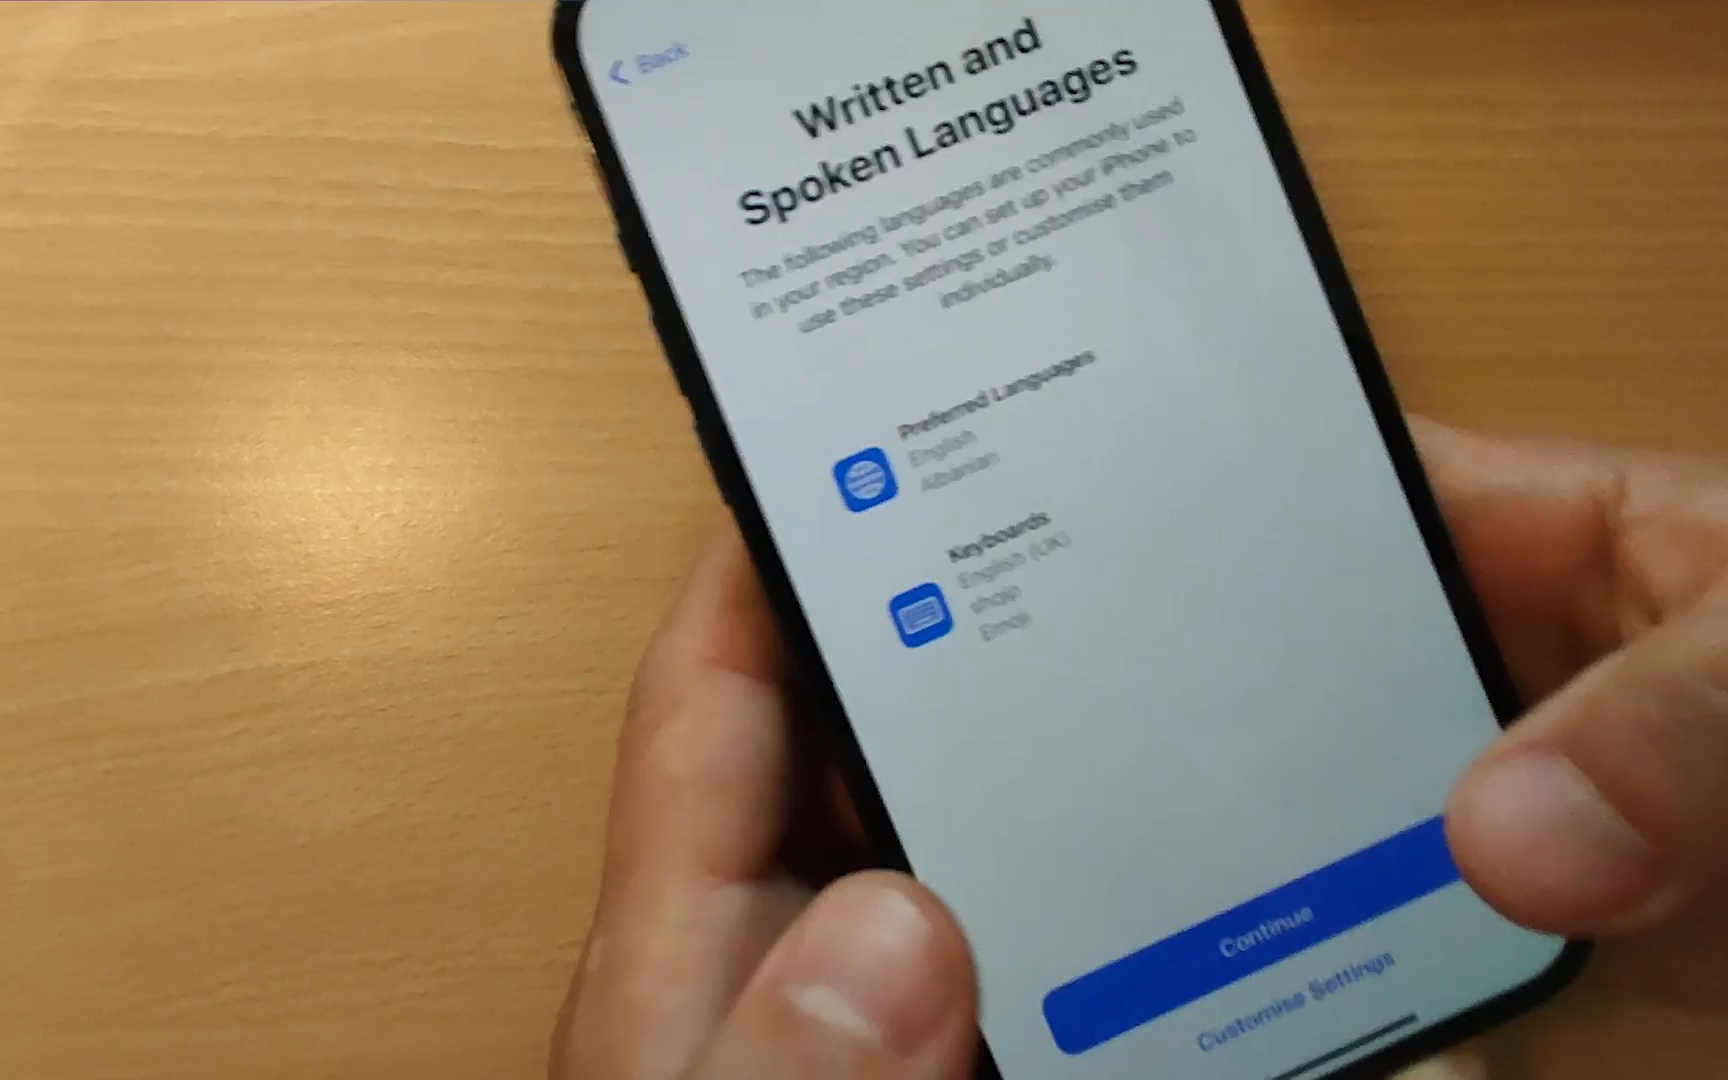 Back
Written and
Spoken Languages
The following languages are commonly used
in your region. You can set up your iPhone to
use these settings or customise them
individually.
Preferred Languages
English
Albanian
Keyboards
English (UK)
shqip
Emoji
Continue
Customise Settings